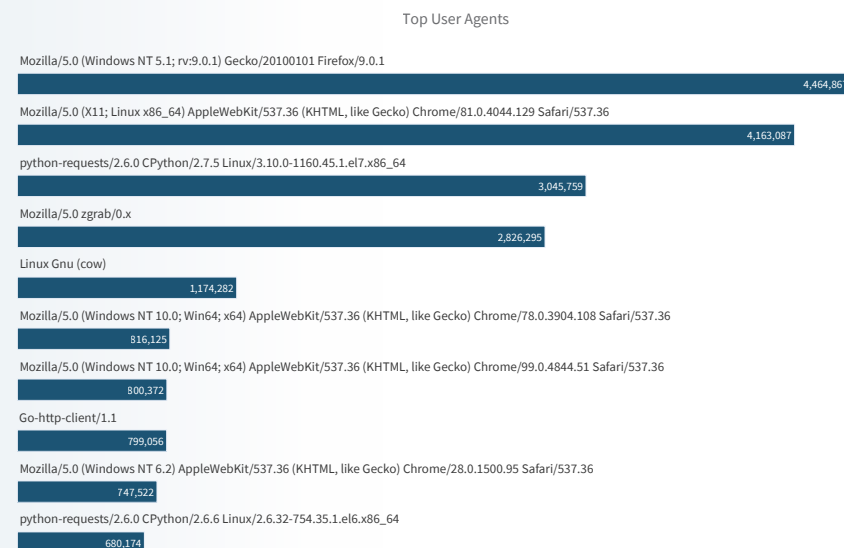 Top User Agents
Mozilla/5.0 (Windows NT 5.1; rv:9.0.1) Gecko/20100101 Firefox/9.0.1
4,464,867
Mozilla/5.0 (X11; Linux x86_64) AppleWebKit/537.36 (KHTML, like Gecko) Chrome/81.0.4044.129 Safari/537.36
4,163,087
python-requests/2.6.0 CPython/2.7.5 Linux/3.10.0-1160.45.1.el7.x86_64
3,045,759
Mozilla/5.0 zgrab/0.x
2,826,295
Linux Gnu (cow)
1,174,282
Mozilla/5.0 (Windows NT 10.0; Win64; x64) AppleWebKit/537.36 (KHTML, like Gecko) Chrome/78.0.3904.108 Safari/537.36
816,125
Mozilla/5.0 (Windows NT 10.0; Win64; x64) AppleWebKit/537.36 (KHTML, like Gecko) Chrome/99.0.4844.51 Safari/537.36
800,372
Go-http-client/1.1
799,056
Mozilla/5.0 (Windows NT 6.2) AppleWebKit/537.36 (KHTML, like Gecko) Chrome/28.0.1500.95 Safari/537.36
747,522
python-requests/2.6.0 CPython/2.6.6 Linux/2.6.32-754.35.1.el6.x86_64
680,174